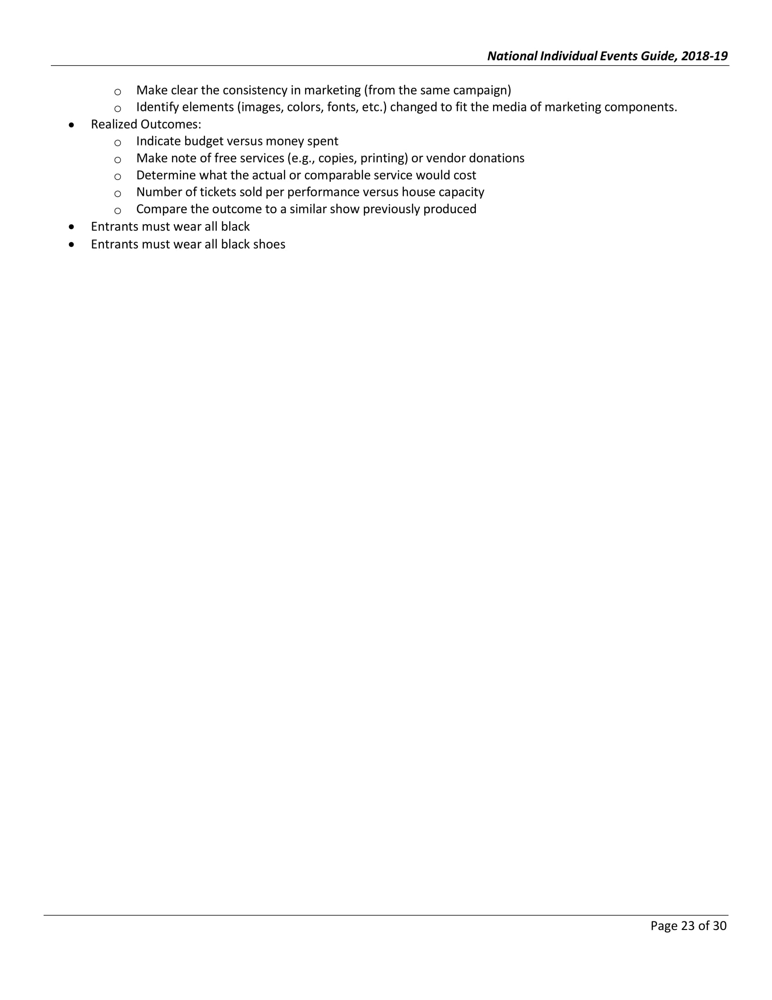 National Individual Events Guide, 2018-19
o Make clear the consistency in marketing (from the same campaign)
o Identify elements (images, colors, fonts, etc.) changed to fit the media of marketing components.
• Realized Outcomes:
o Indicate budget versus money spent
o Make note of free services (e.g., copies, printing) or vendor donations
o Determine what the actual or comparable service would cost
o Number of tickets sold per performance versus house capacity
o Compare the outcome to a similar show previously produced
• Entrants must wear all black
• Entrants must wear all black shoes
Page 23 of 30